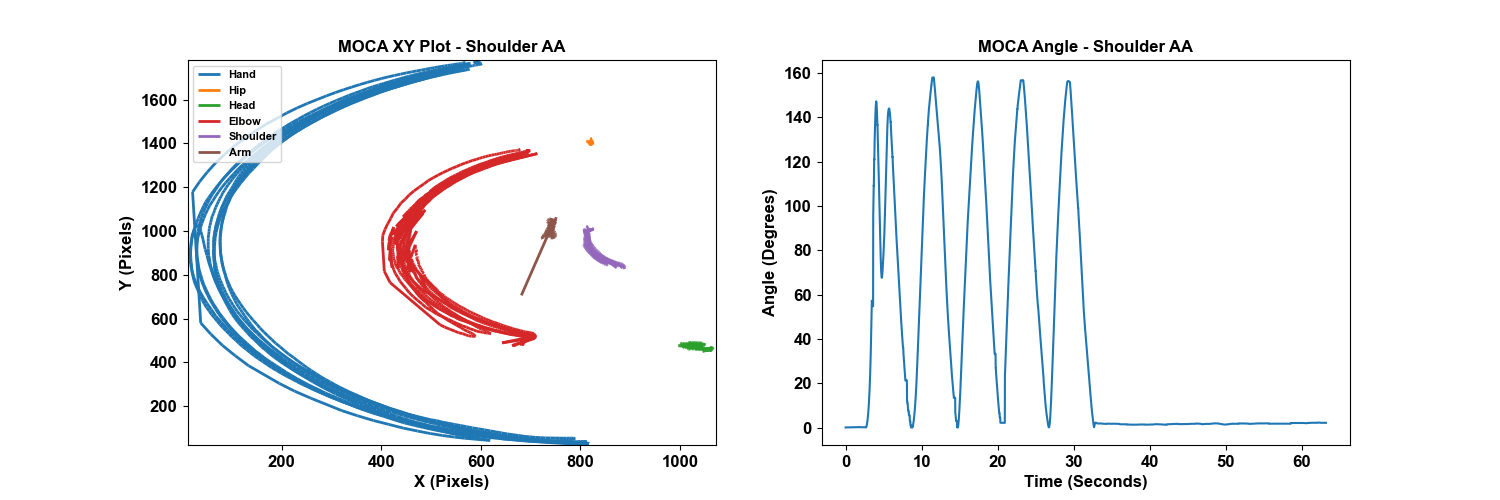 MOCA XY Plot - Shoulder AA
Y (Pixels)
1600
1400
1200
1000
800
600
400
200
Hand
Hip
Head
Elbow
Shoulder
Arm
200 400 600 800 1000
X (Pixels)
MOCA Angle - Shoulder AA
Angle (Degrees)
160
140
120
100
80
60
40
20
0
0 10 20 30 40 50 60
Time (Seconds)